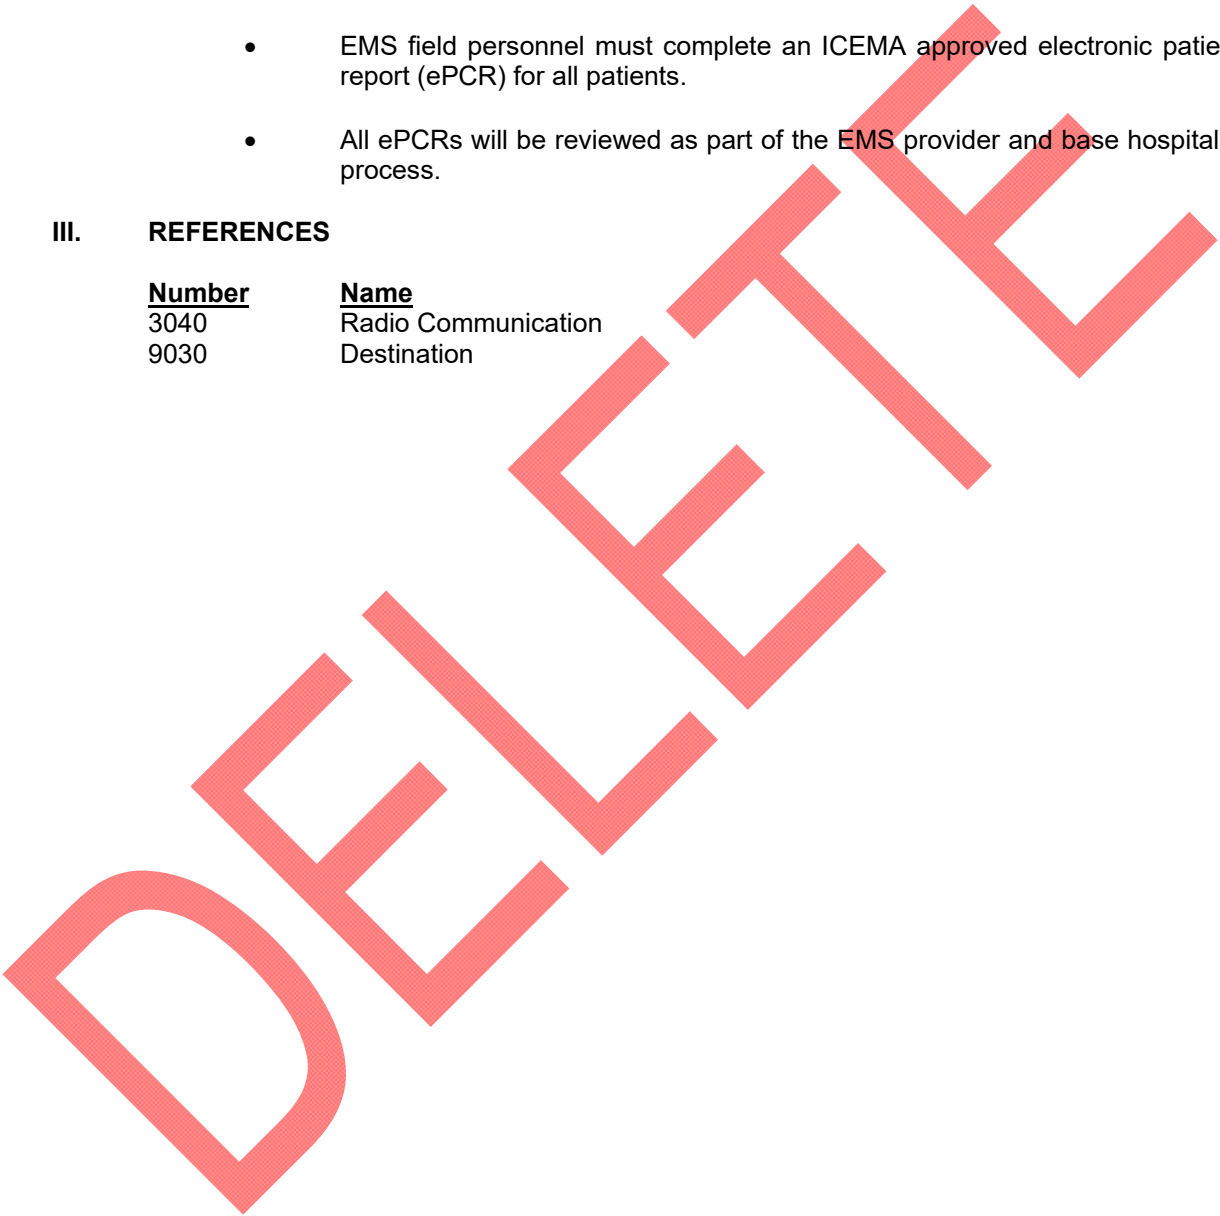 • EMS field personnel must complete an ICEMA approved electronic patie
report (ePCR) for all patients.
• All ePCRs will be reviewed as part of the EMS provider and base hospital
process.
III. REFERENCES
Number Name
3040 Radio Communication
9030 Destination
DELETE